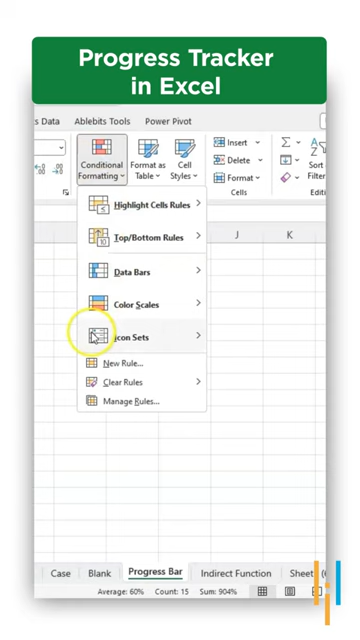 Progress Tracker
in Excel
s Data Ablebits Tools Power Pivot
Conditional
Formatting
Format as
Table
Cell
Styles
Insert
Delete
Format
Cells
Sort
Filter
Editi
Highlight Cells Rules
Top/Bottom Rules
Data Bars
Color Scales
Icon Sets
New Rule...
Clear Rules
Manage Rules...
J K
Case Blank Progress Bar Indirect Function Sheet (6
Average: 60% Count: 15 Sum: 904%